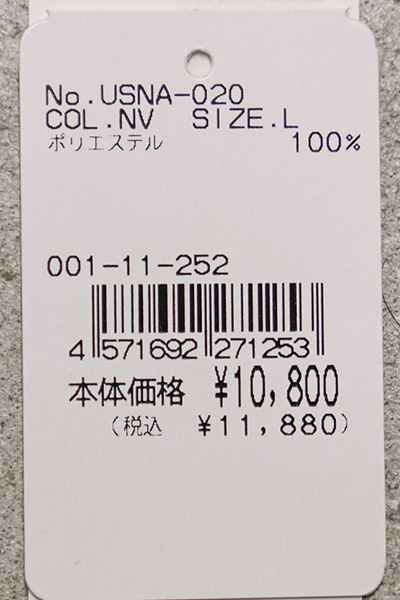 No.USNA-020
COL.NV SIZE.L
ポリエステル 100%
001-11-252
4 571692 271253
本体価格 ¥10,800
(税込 ¥11,880)